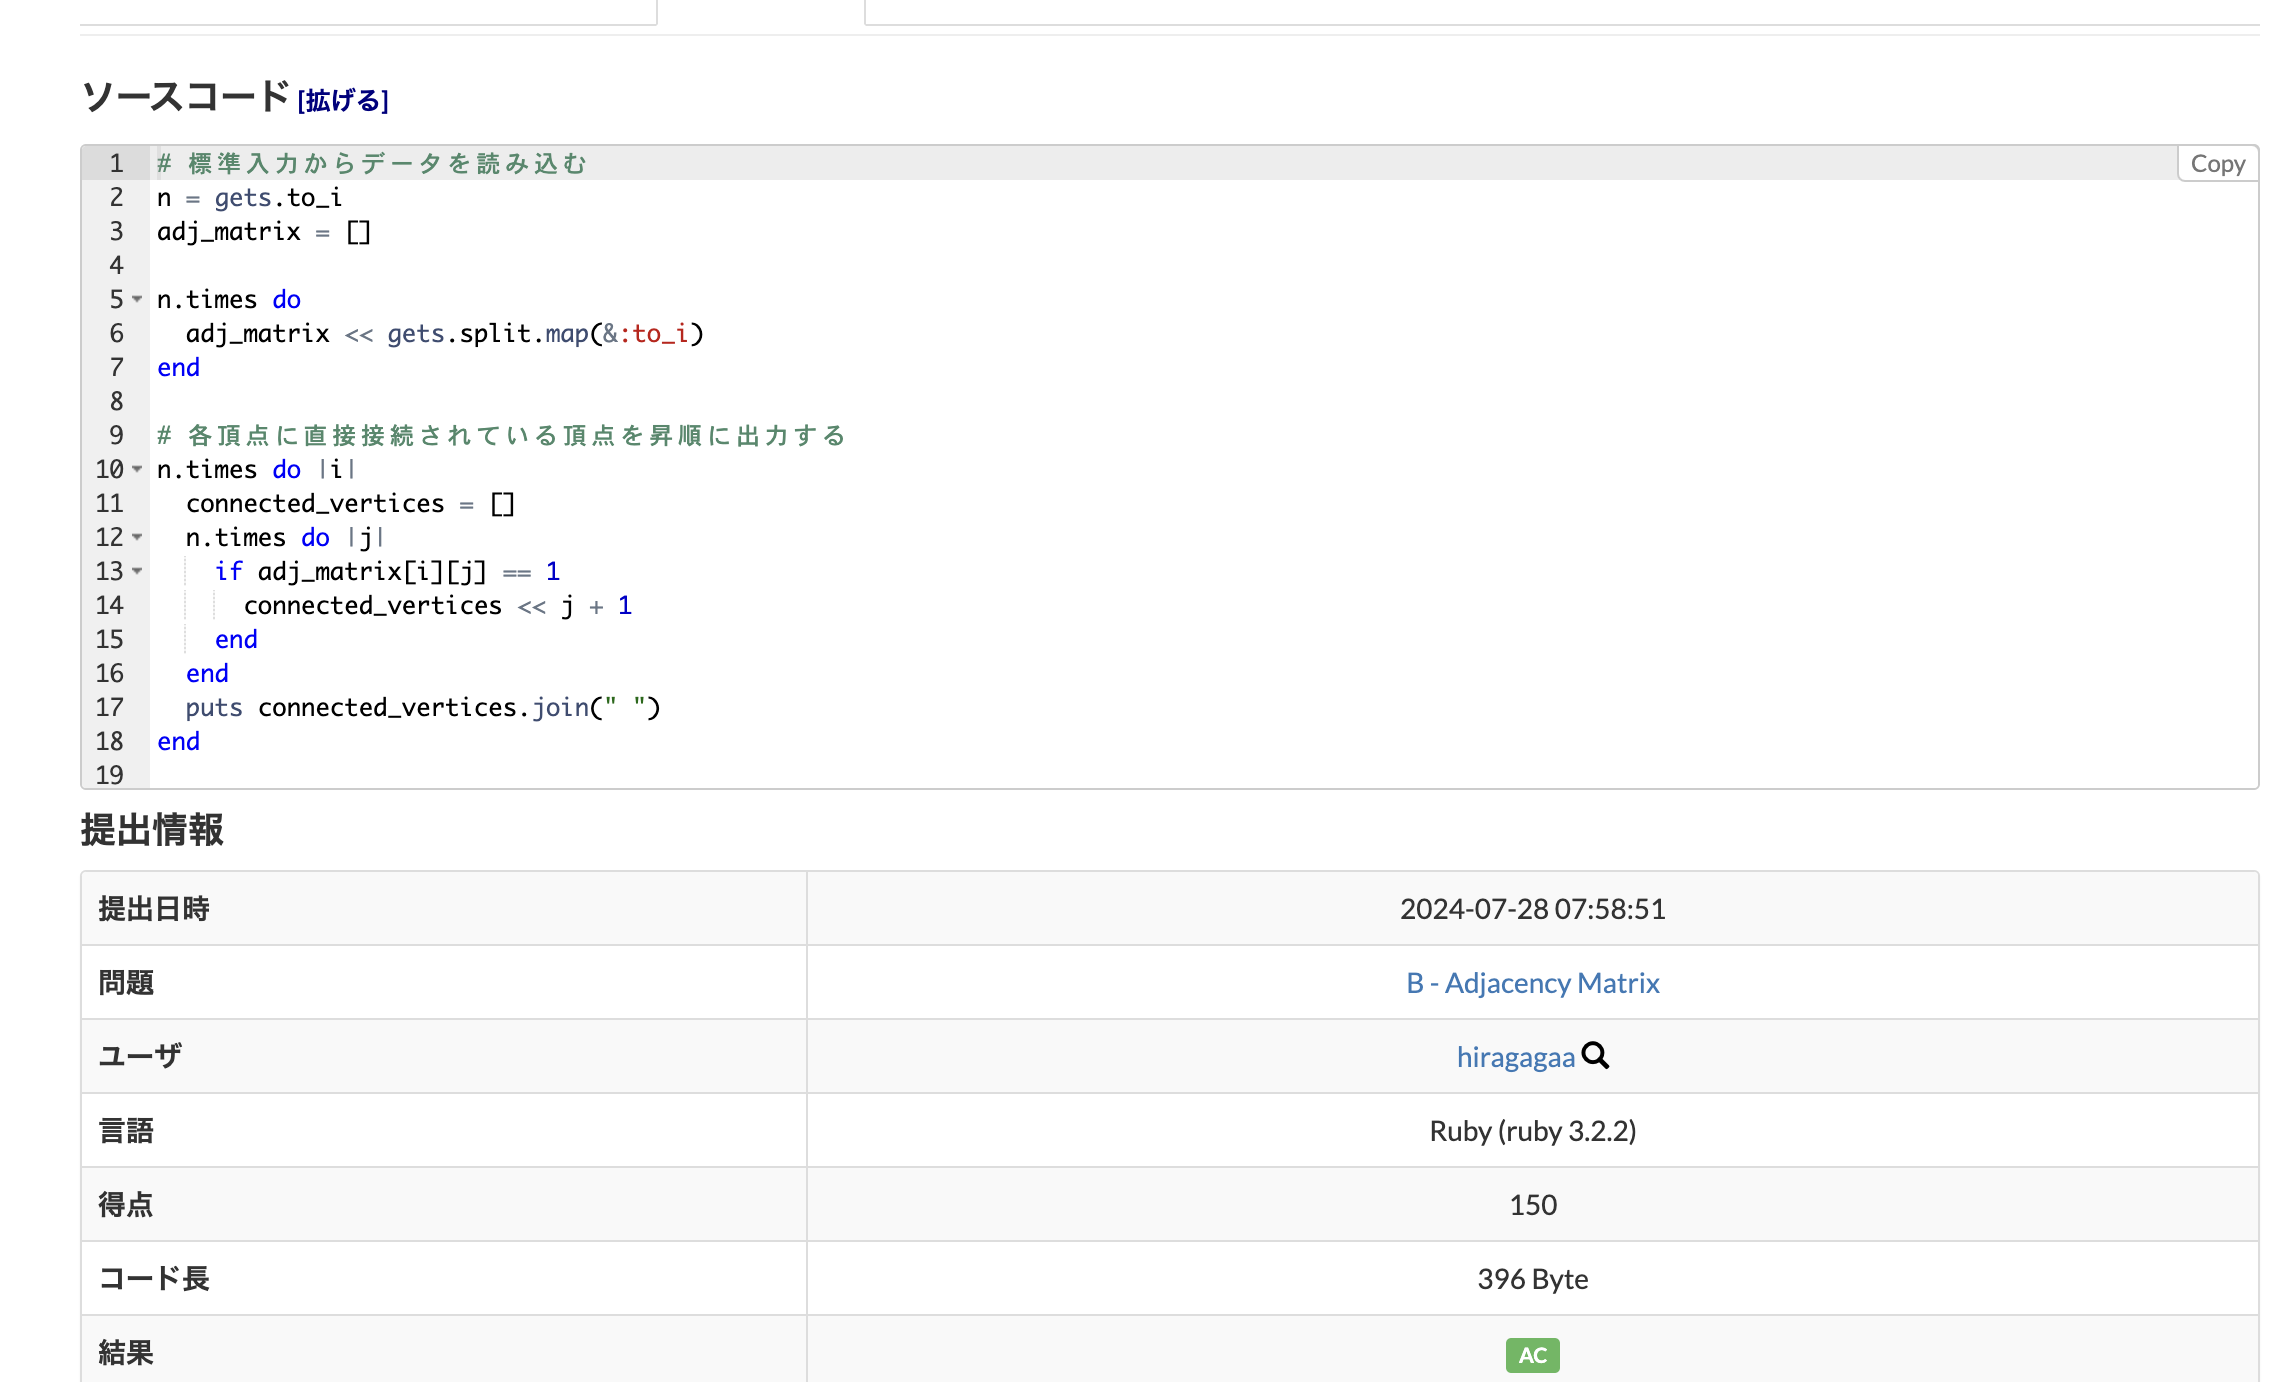 ソースコード [拡げる]
Copy
1 # 標準入力からデータを読み込む
2 n = gets.to_i
3 adj_matrix = []
4
5 n.times do
6   adj_matrix << gets.split.map(&:to_i)
7 end
8
9 # 各頂点に直接接続されている頂点を昇順に出力する
10 n.times do |i|
11   connected_vertices = []
12   n.times do |j|
13     if adj_matrix[i][j] == 1
14       connected_vertices << j + 1
15     end
16   end
17   puts connected_vertices.join(" ")
18 end
19
提出情報
提出日時 2024-07-28 07:58:51
問題 B - Adjacency Matrix
ユーザ hiragagaa
言語 Ruby (ruby 3.2.2)
得点 150
コード長 396 Byte
結果 AC